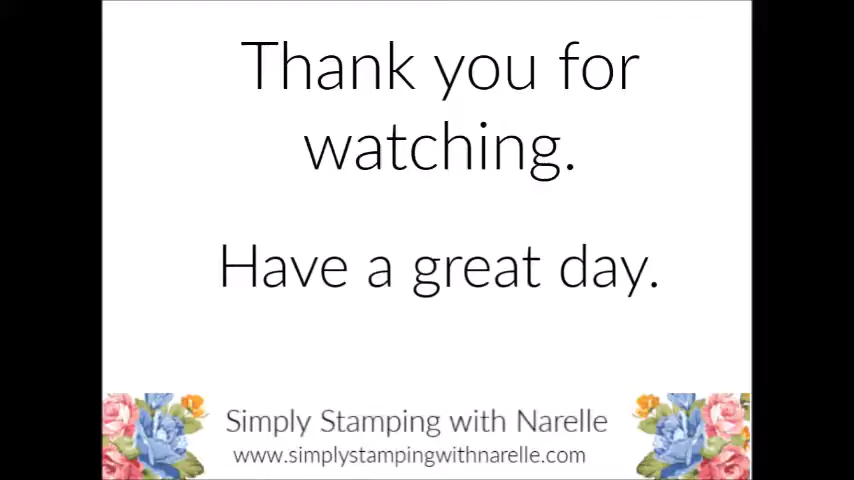 Thank you for
watching.
Have a great day.
Simply Stamping with Narelle
www.simplystampingwithnarelle.com